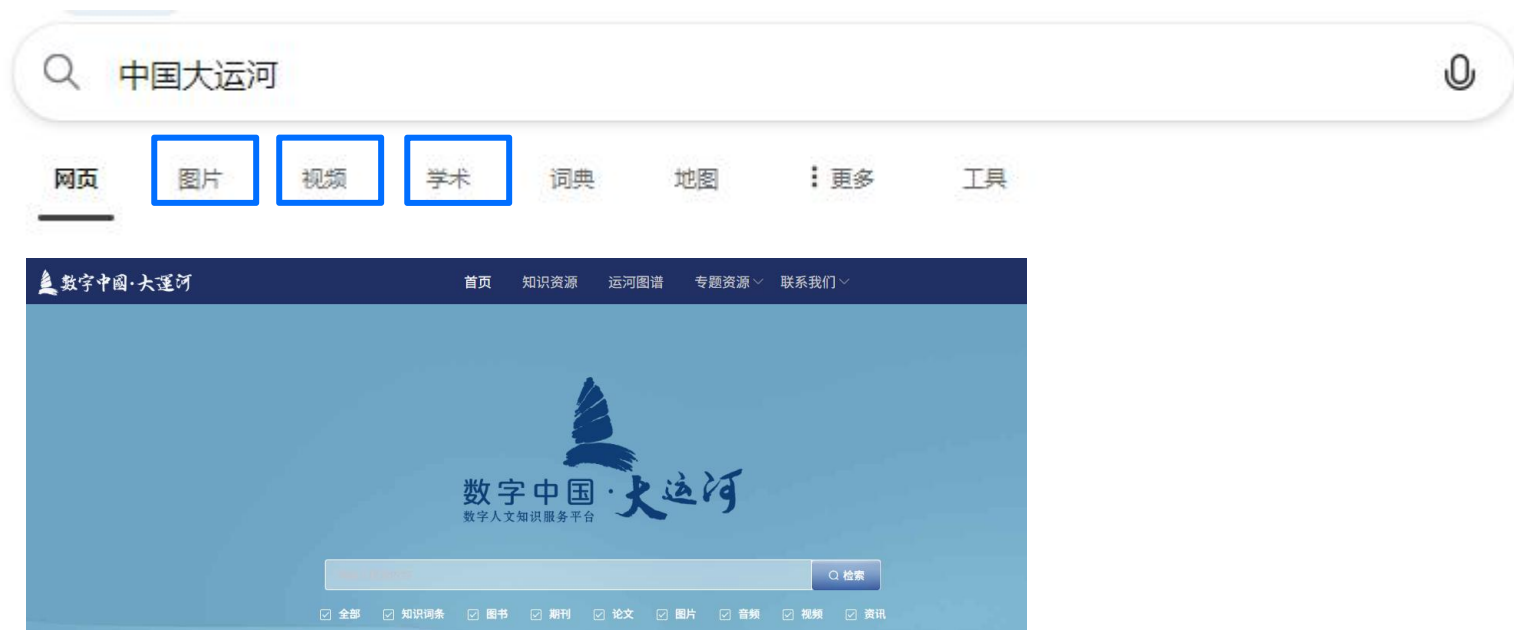 中国大运河
网页 图片 视频 学术 词典 地图 更多 工具
数字中国·大运河 首页 知识资源 运河图谱 专题资源 联系我们
数字中国·大运河
数字人文知识服务平台
检索
全部 知识词条 图书 期刊 论文 图片 音频 视频 资讯